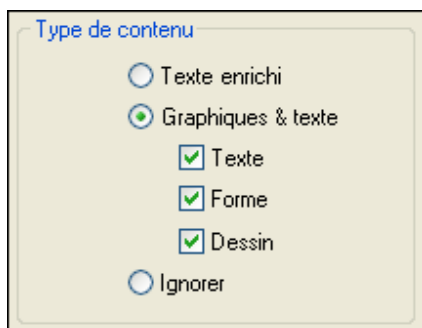 Type de contenu
Texte enrichi
Graphiques & texte
Texte
Forme
Dessin
Ignorer